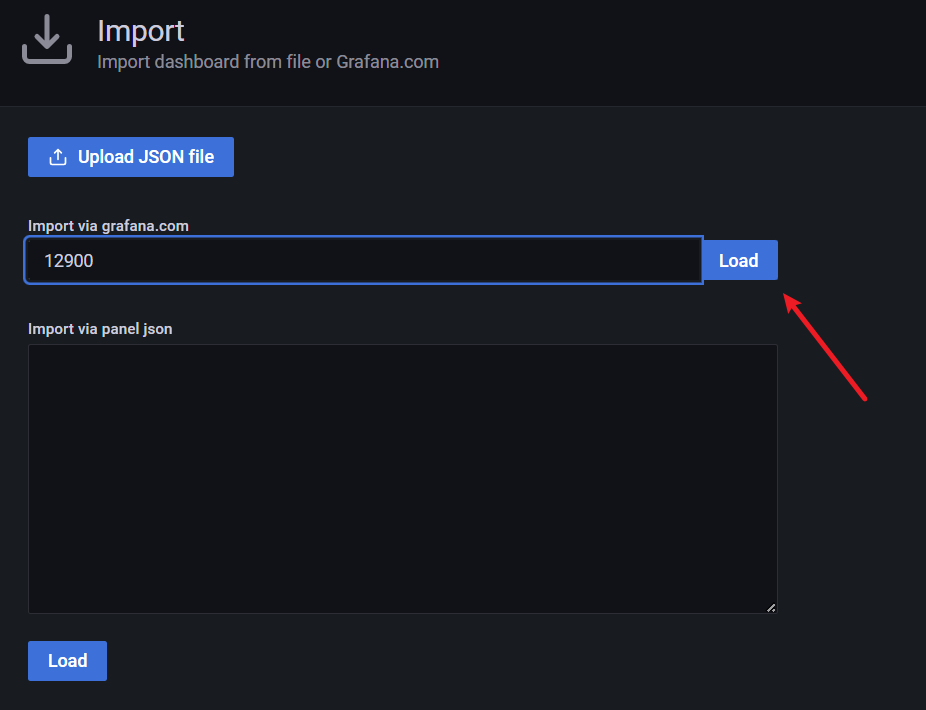 Import
Import dashboard from file or Grafana.com
Upload JSON file
Import via grafana.com
12900
Load
Import via panel json
Load